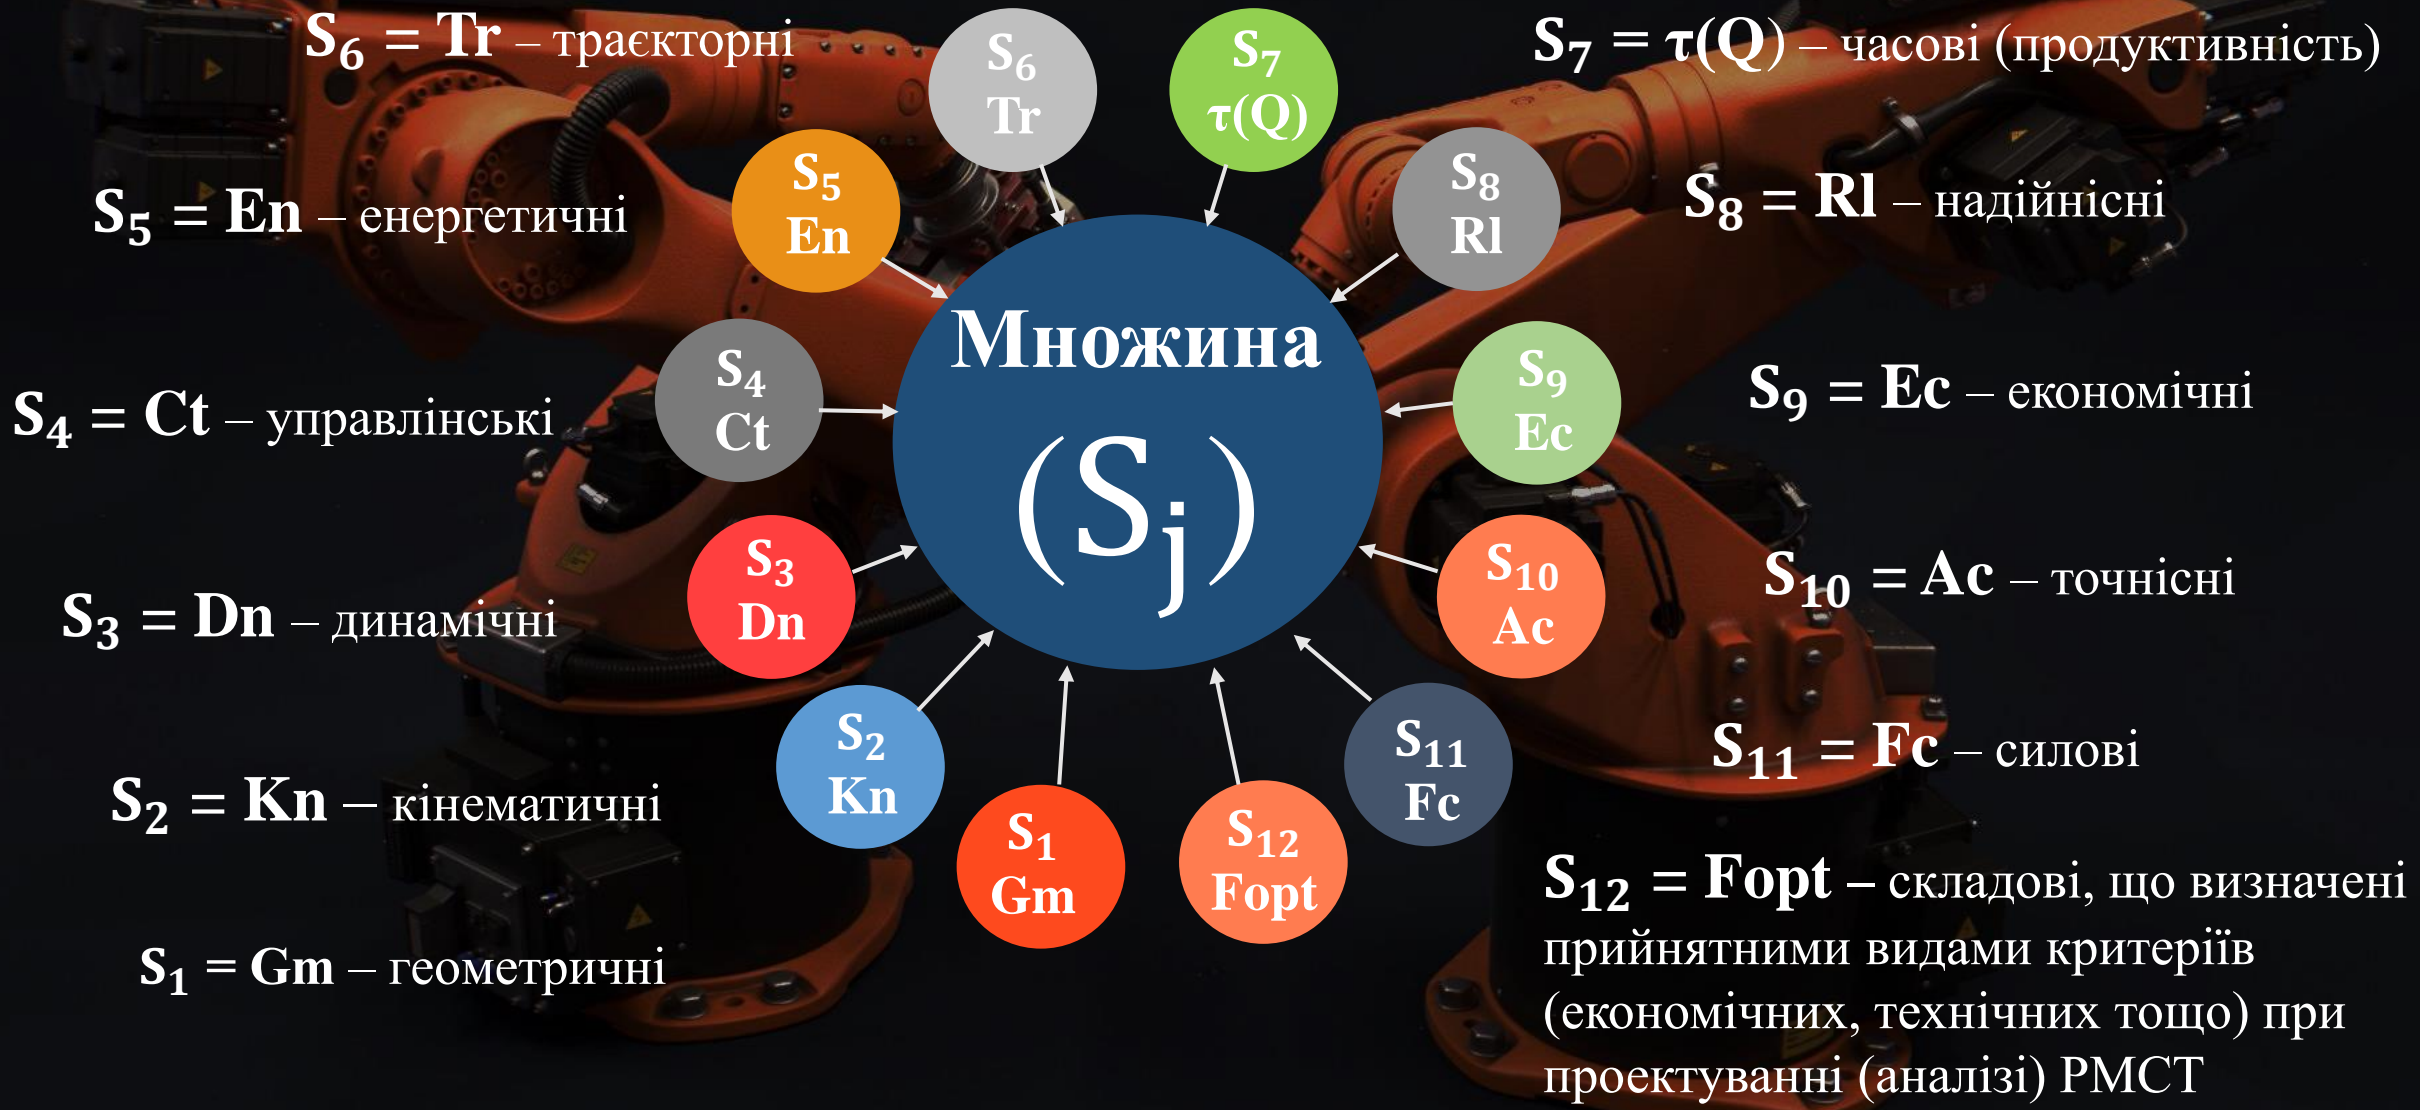 S₆ = Tr – траєкторні
S₅ = En – енергетичні
S₄ = Ct – управлінські
S₃ = Dn – динамічні
S₂ = Kn – кінематичні
S₁ = Gm – геометричні
S₆
Tr
S₅
En
S₄
Ct
S₃
Dn
S₂
Kn
S₁
Gm
Множина
(Sⱼ)
S₇
τ(Q)
S₈
Rl
S₉
Ec
S₁₀
Ac
S₁₁
Fc
S₁₂
Fopt
S₇ = τ(Q) – часові (продуктивність)
S₈ = Rl – надійнісні
S₉ = Ec – економічні
S₁₀ = Ac – точнісні
S₁₁ = Fc – силові
S₁₂ = Fopt – складові, що визначені
прийнятними видами критеріїв
(економічних, технічних тощо) при
проектуванні (аналізі) РМСТ